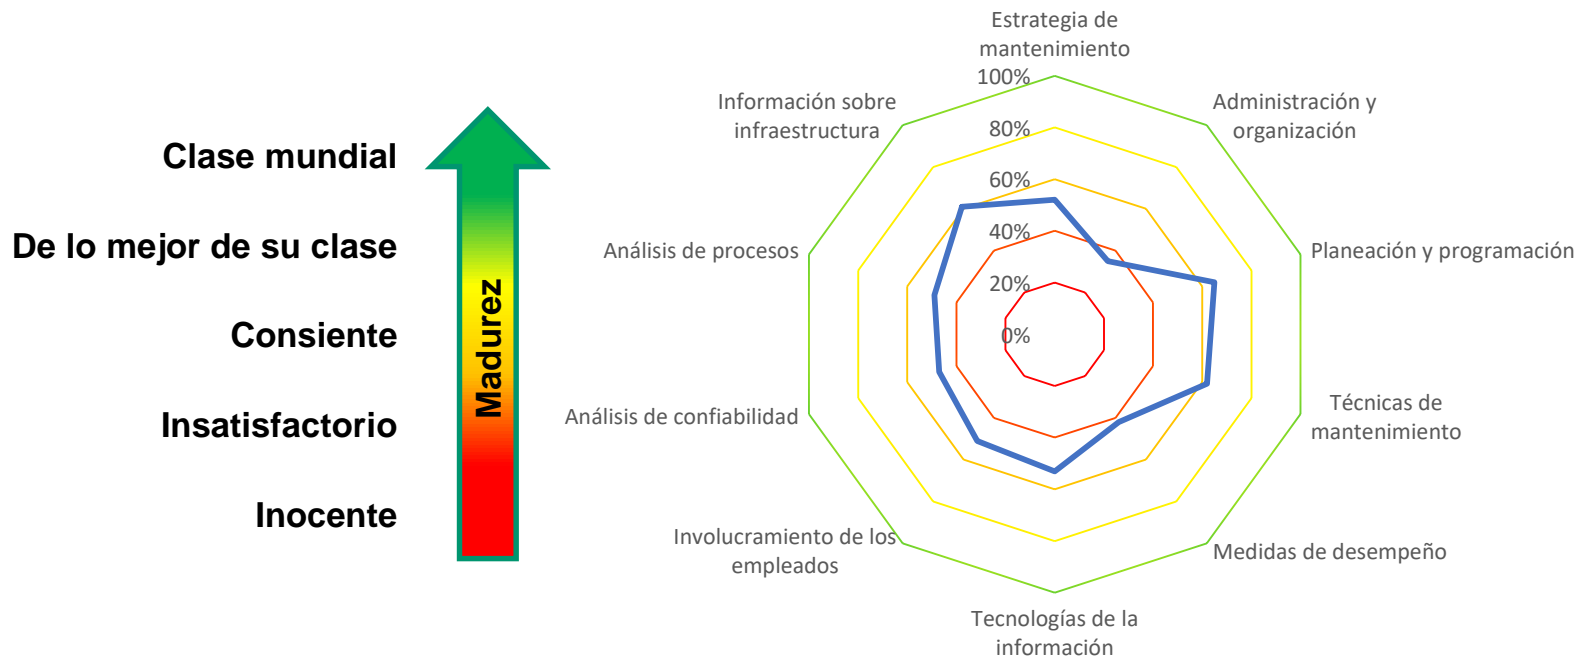 Clase mundial
De lo mejor de su clase
Consiente
Insatisfactorio
Inocente
Madurez
Estrategia de
mantenimiento
Administración y
organización
Planeación y programación
Técnicas de
mantenimiento
Medidas de desempeño
Tecnologías de la
información
Involucramiento de los
empleados
Análisis de confiabilidad
Análisis de procesos
Información sobre
infraestructura
100%
80%
60%
40%
20%
0%